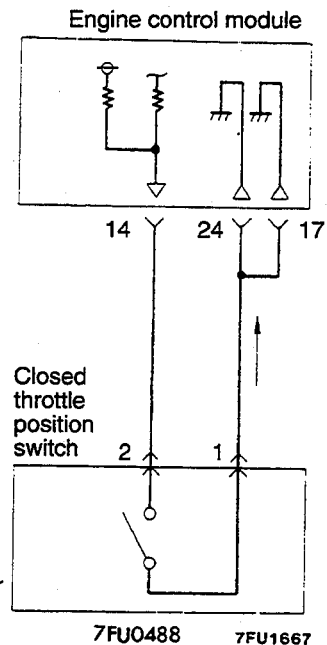 Engine control module
14 24 17
Closed
throttle
position
switch
2 1
7FU0488 7FU1667